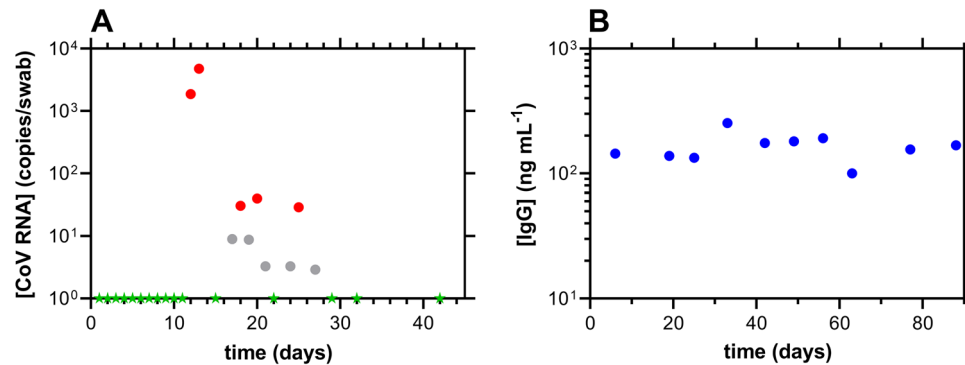 A
B
[CoV RNA] (copies/swab)
10⁴
10³
10²
10¹
10⁰
0 10 20 30 40
time (days)
[IgG] (ng mL⁻¹)
10³
10²
10¹
0 20 40 60 80
time (days)